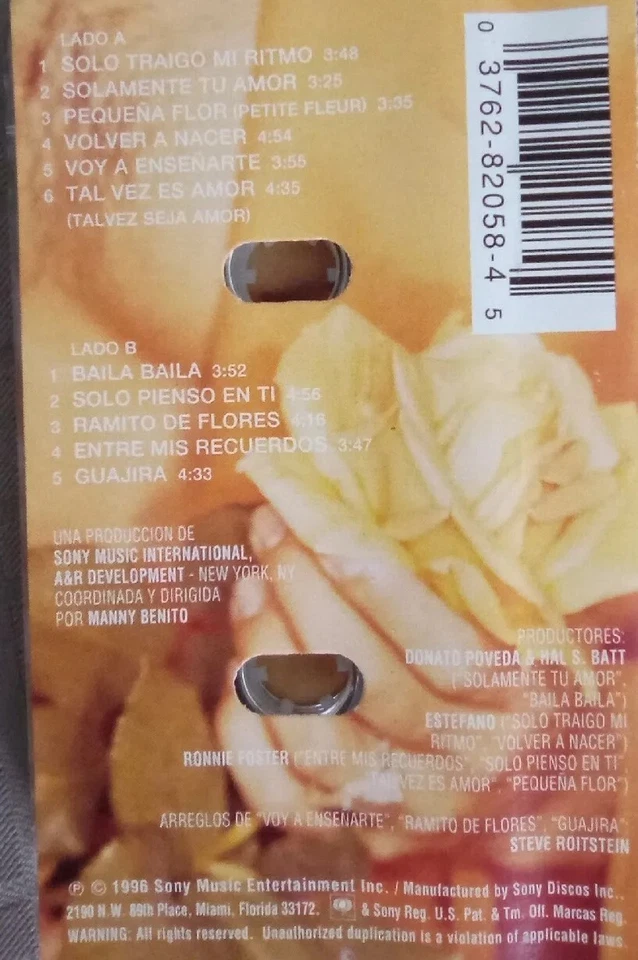 LADO A
1 SOLO TRAIGO MI RITMO 3:48
2 SOLAMENTE TU AMOR 3:25
3 PEQUEÑA FLOR (PETITE FLEUR) 3:35
4 VOLVER A NACER 4:54
5 VOY A ENSEÑARTE 3:55
6 TAL VEZ ES AMOR 4:35
(TALVEZ SEJA AMOR)
0 3762-82058-4 5
LADO B
1 BAILA BAILA 3:52
2 SOLO PIENSO EN TI 4:56
3 RAMITO DE FLORES 4:16
4 ENTRE MIS RECUERDOS 3:47
5 GUAJIRA 4:33
UNA PRODUCCION DE
SONY MUSIC INTERNATIONAL,
A&R DEVELOPMENT - NEW YORK, NY
COORDINADA Y DIRIGIDA
POR MANNY BENITO
PRODUCTORES:
DONATO POVEDA & HAL S. BATT
("SOLAMENTE TU AMOR",
"BAILA BAILA")
ESTEFANO ("SOLO TRAIGO MI
RITMO", "VOLVER A NACER")
RONNIE FOSTER ("ENTRE MIS RECUERDOS", "SOLO PIENSO EN TI",
"TAL VEZ ES AMOR", "PEQUEÑA FLOR")
ARREGLOS DE "VOY A ENSEÑARTE", "RAMITO DE FLORES", "GUAJIRA"
STEVE ROITSTEIN
℗ © 1996 Sony Music Entertainment Inc. / Manufactured by Sony Discos Inc.,
2190 N.W. 89th Place, Miami, Florida 33172. & Sony Reg. U.S. Pat. & Tm. Off. Marcas Reg.
WARNING: All rights reserved. Unauthorized duplication is a violation of applicable laws.